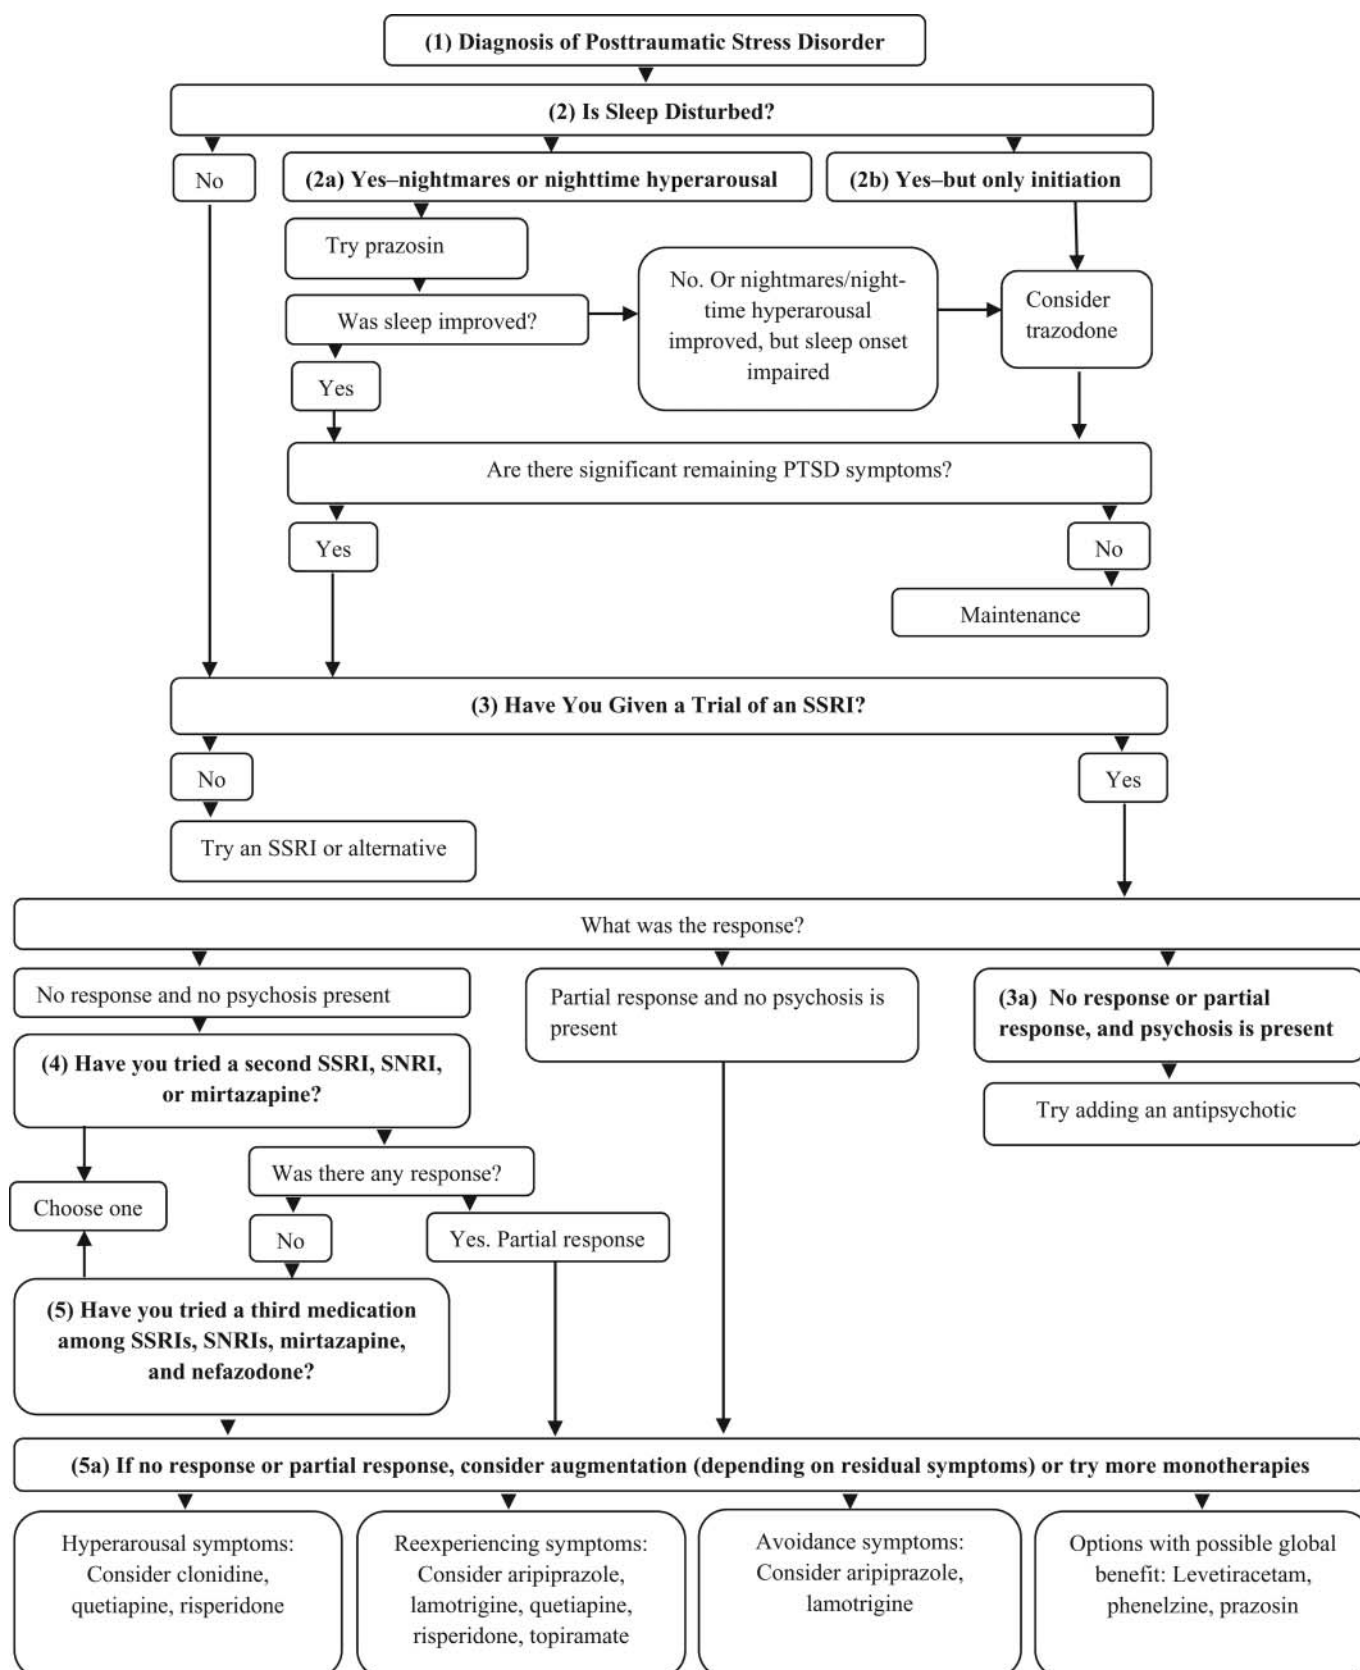 (1) Diagnosis of Posttraumatic Stress Disorder
(2) Is Sleep Disturbed?
No
(2a) Yes–nightmares or nighttime hyperarousal
(2b) Yes–but only initiation
Try prazosin
Was sleep improved?
No. Or nightmares/night-
time hyperarousal
improved, but sleep onset
impaired
Consider
trazodone
Yes
Are there significant remaining PTSD symptoms?
Yes
No
Maintenance
(3) Have You Given a Trial of an SSRI?
No
Yes
Try an SSRI or alternative
What was the response?
No response and no psychosis present
Partial response and no psychosis is
present
(3a) No response or partial
response, and psychosis is present
(4) Have you tried a second SSRI, SNRI,
or mirtazapine?
Try adding an antipsychotic
Was there any response?
Choose one
No
Yes. Partial response
(5) Have you tried a third medication
among SSRIs, SNRIs, mirtazapine,
and nefazodone?
(5a) If no response or partial response, consider augmentation (depending on residual symptoms) or try more monotherapies
Hyperarousal symptoms:
Consider clonidine,
quetiapine, risperidone
Reexperiencing symptoms:
Consider aripiprazole,
lamotrigine, quetiapine,
risperidone, topiramate
Avoidance symptoms:
Consider aripiprazole,
lamotrigine
Options with possible global
benefit: Levetiracetam,
phenelzine, prazosin